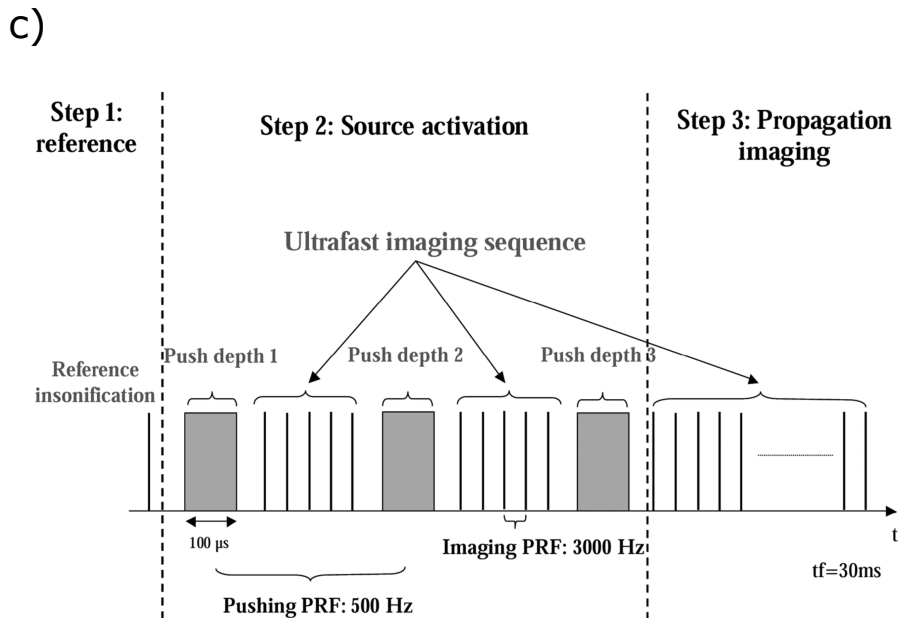 c)
Step 1:
reference
Step 2: Source activation
Step 3: Propagation
imaging
Ultrafast imaging sequence
Reference
insonification
Push depth 1
Push depth 2
Push depth 3
100 µs
Imaging PRF: 3000 Hz
Pushing PRF: 500 Hz
t
tf=30ms